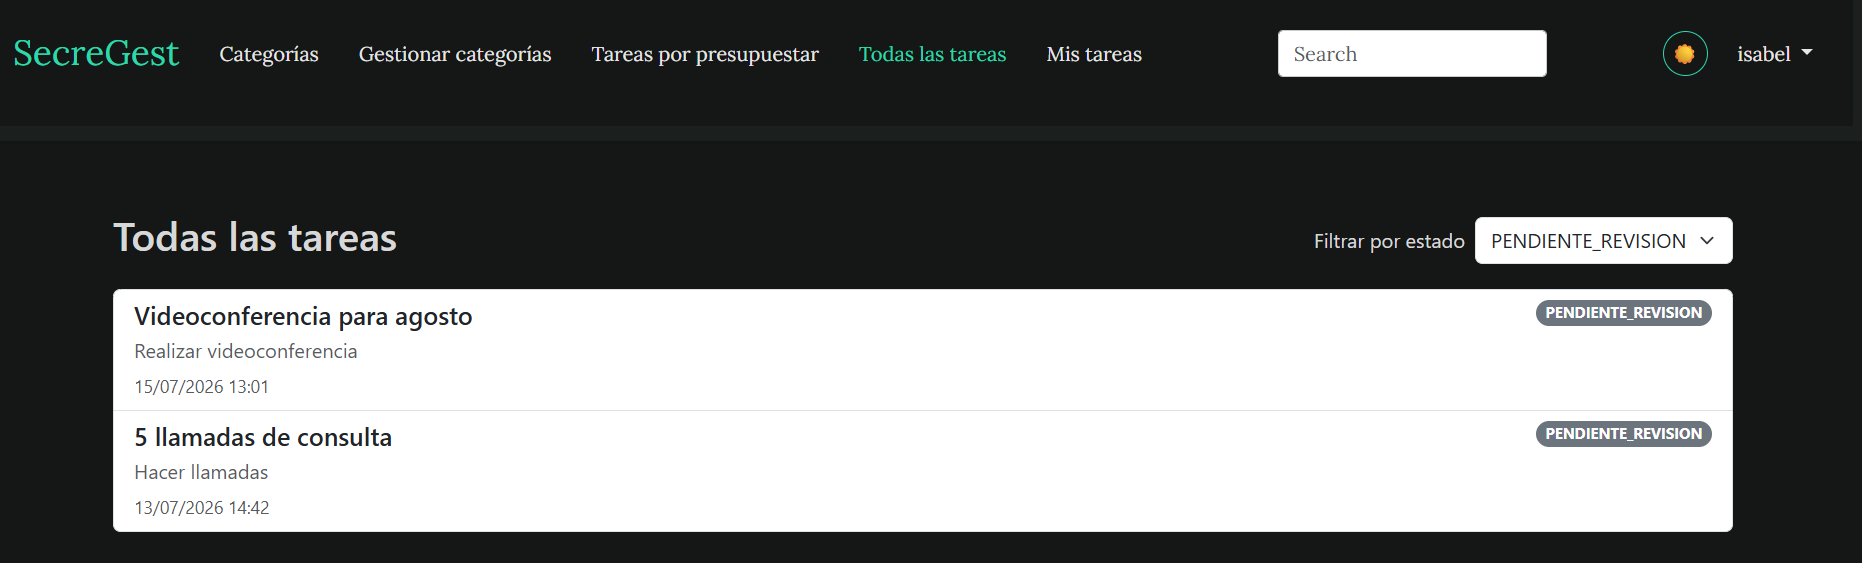 SecreGest Categorías Gestionar categorías Tareas por presupuestar Todas las tareas Mis tareas Search isabel
Todas las tareas Filtrar por estado PENDIENTE_REVISION
Videoconferencia para agosto PENDIENTE_REVISION
Realizar videoconferencia
15/07/2026 13:01
5 llamadas de consulta PENDIENTE_REVISION
Hacer llamadas
13/07/2026 14:42